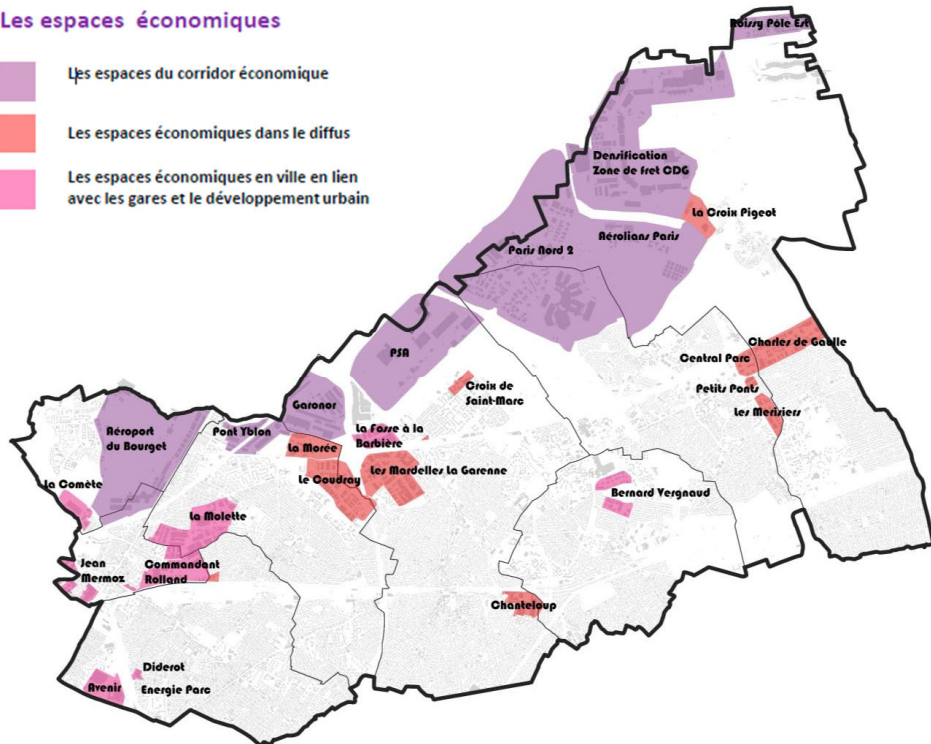 Les espaces économiques
Les espaces du corridor économique
Les espaces économiques dans le diffus
Les espaces économiques en ville en lien
avec les gares et le développement urbain
Roissy Pôle Est
Densification
Zone de fret CDG
La Croix Pigeot
Aérolians Paris
Paris Nord 2
Charles de Gaulle
Central Parc
PSA
Petits Ponts
Croix de
Saint-Marc
Les Merisiers
Garonor
Aéroport
du Bourget
Pont Yblon
La Fosse à la
Barbière
La Morée
Les Mardelles La Garenne
Le Coudray
La Comète
Bernard Vergnaud
La Molette
Jean
Mermoz
Commandant
Rolland
Chanteloup
Diderot
Avenir
Energie Parc